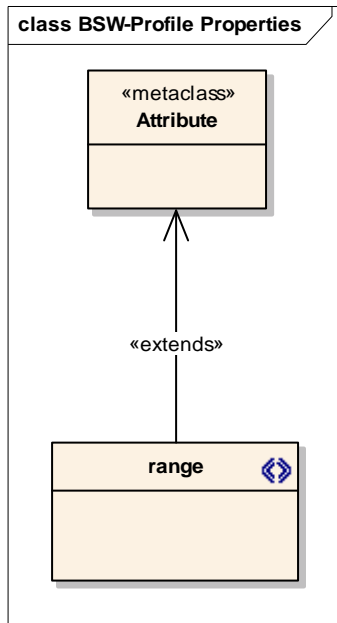 class BSW-Profile Properties
«metaclass»
Attribute
«extends»
range